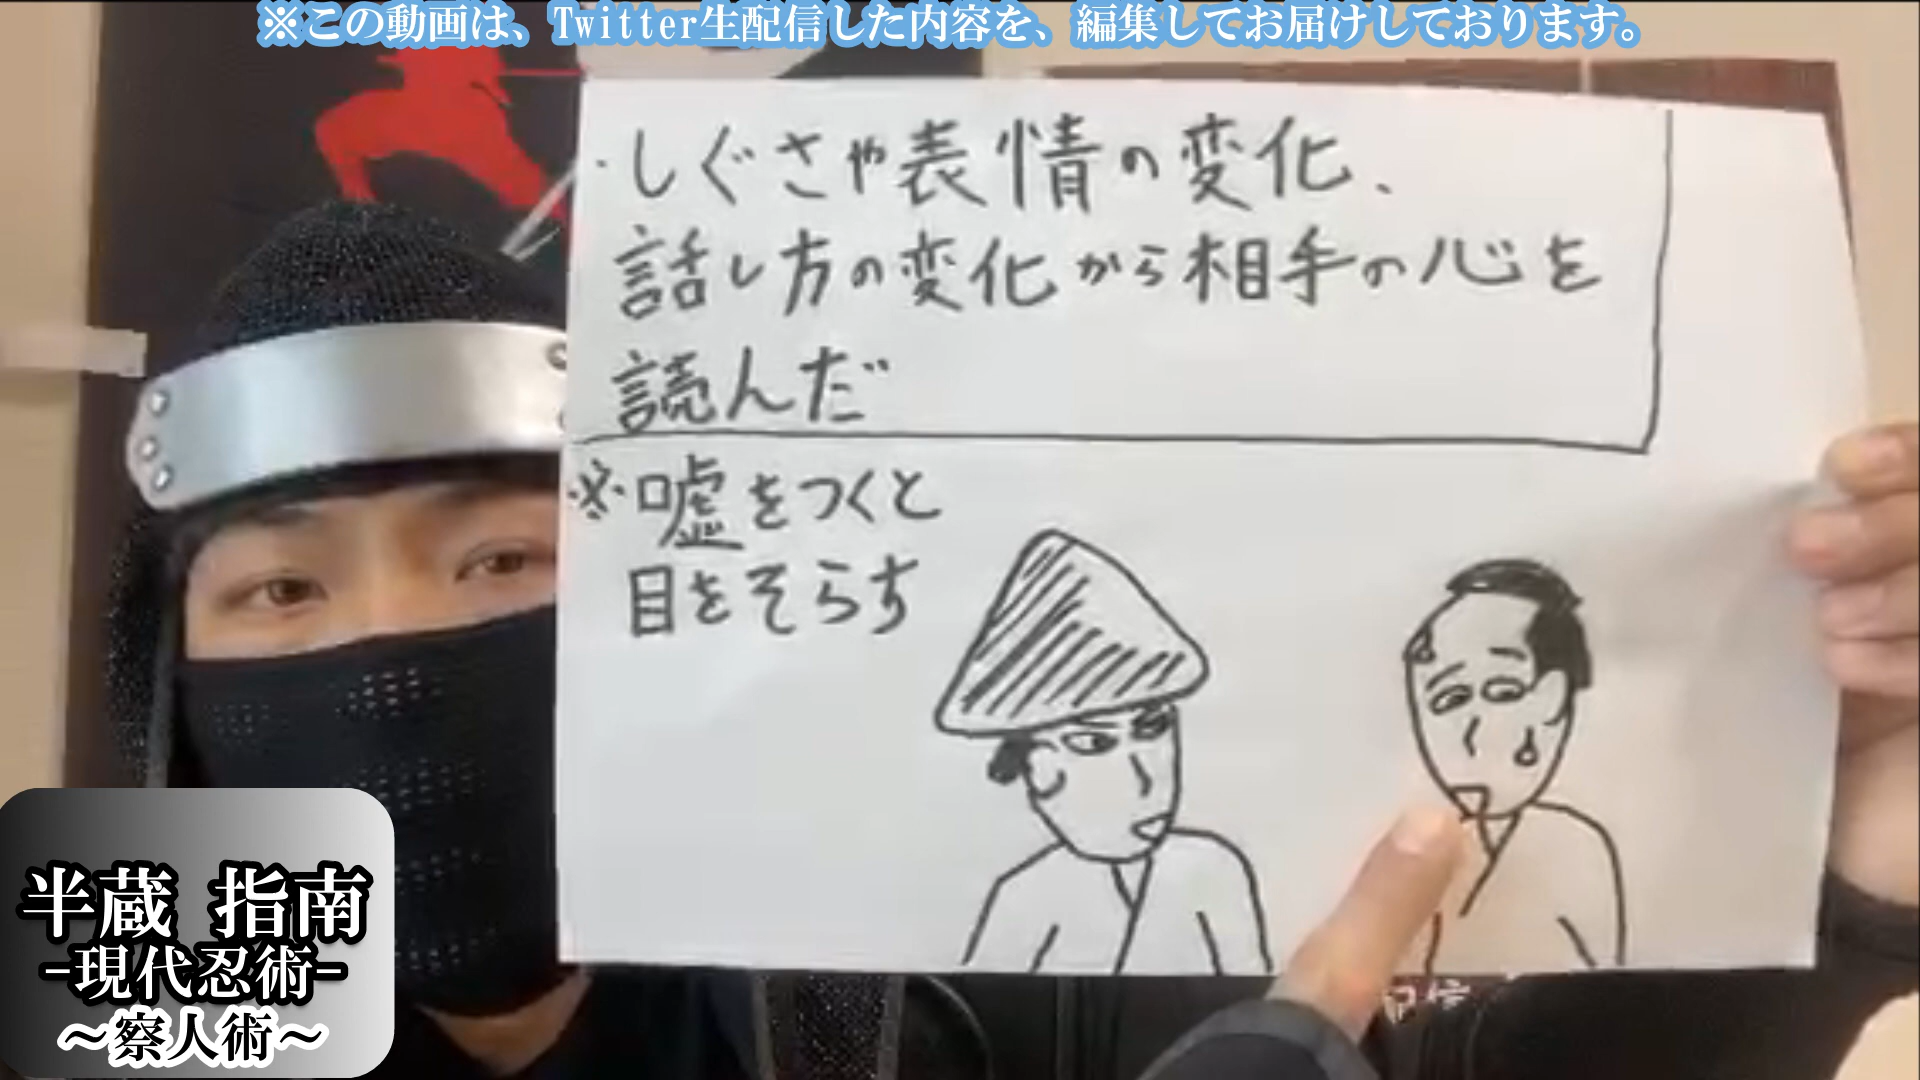 ※この動画は、Twitter生配信した内容を、編集してお届けしております。
・しぐさや表情の変化、
話し方の変化から相手の心を
読んだ
※嘘をつくと
目をそらす
半蔵 指南
-現代忍術-
～察人術～